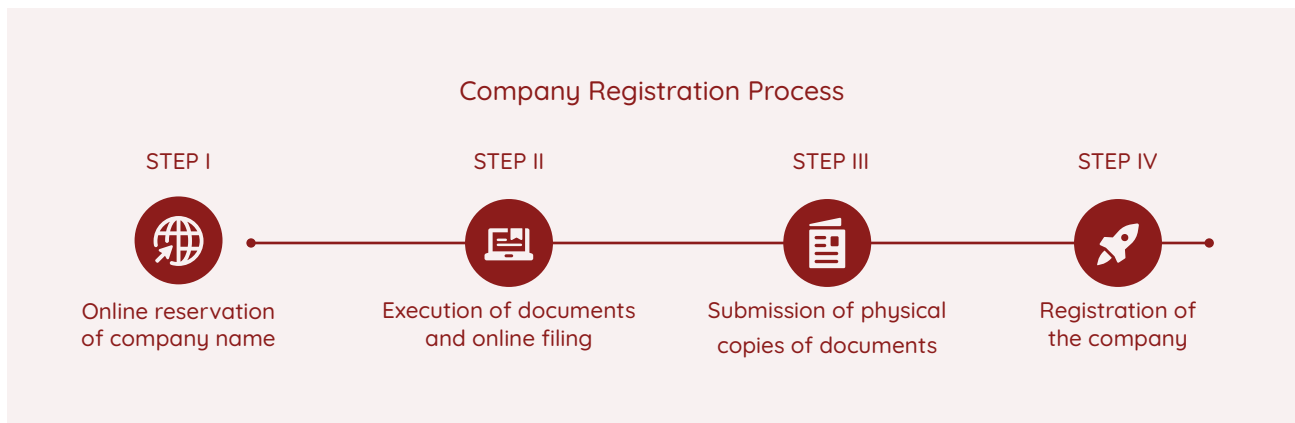 Company Registration Process
STEP I
STEP II
STEP III
STEP IV
Online reservation
of company name
Execution of documents
and online filing
Submission of physical
copies of documents
Registration of
the company